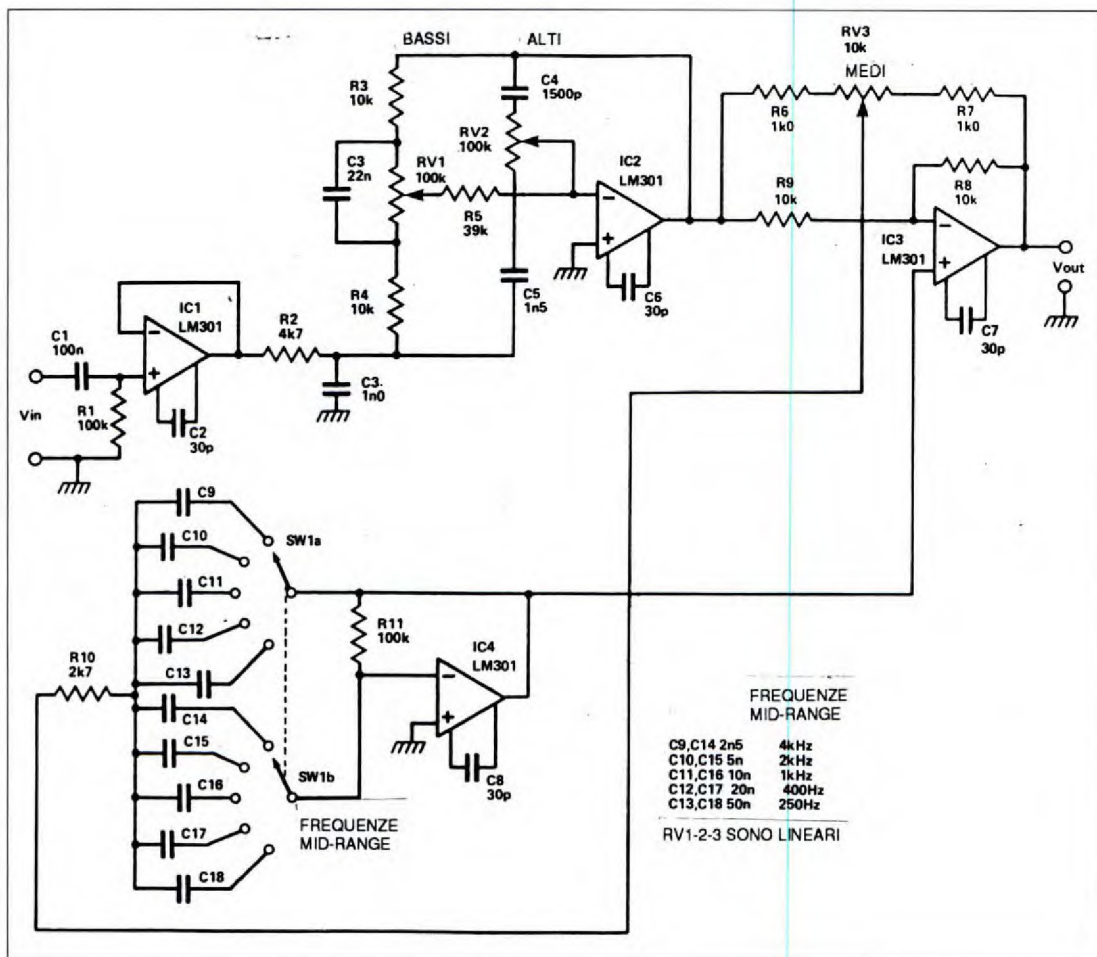 BASSI
ALTI
RV3
10k
MEDI
R3
10k
C4
1500p
RV2
100k
C3
22n
RV1
100k
R5
39k
IC2
LM301
R6
1k0
R7
1k0
R9
10k
R8
10k
IC3
LM301
Vout
C6
30p
C7
30p
R4
10k
C5
1n5
IC1
LM301
R2
4k7
C1
100n
Vin
R1
100k
C2
30p
C3.
1n0
C9
SW1a
C10
C11
C12
R11
100k
IC4
LM301
R10
2k7
C13
C14
C15
SW1b
C16
C8
30p
C17
C18
FREQUENZE
MID-RANGE
FREQUENZE
MID-RANGE
C9,C14 2n5 4kHz
C10,C15 5n 2kHz
C11,C16 10n 1kHz
C12,C17 20n 400Hz
C13,C18 50n 250Hz
RV1-2-3 SONO LINEARI